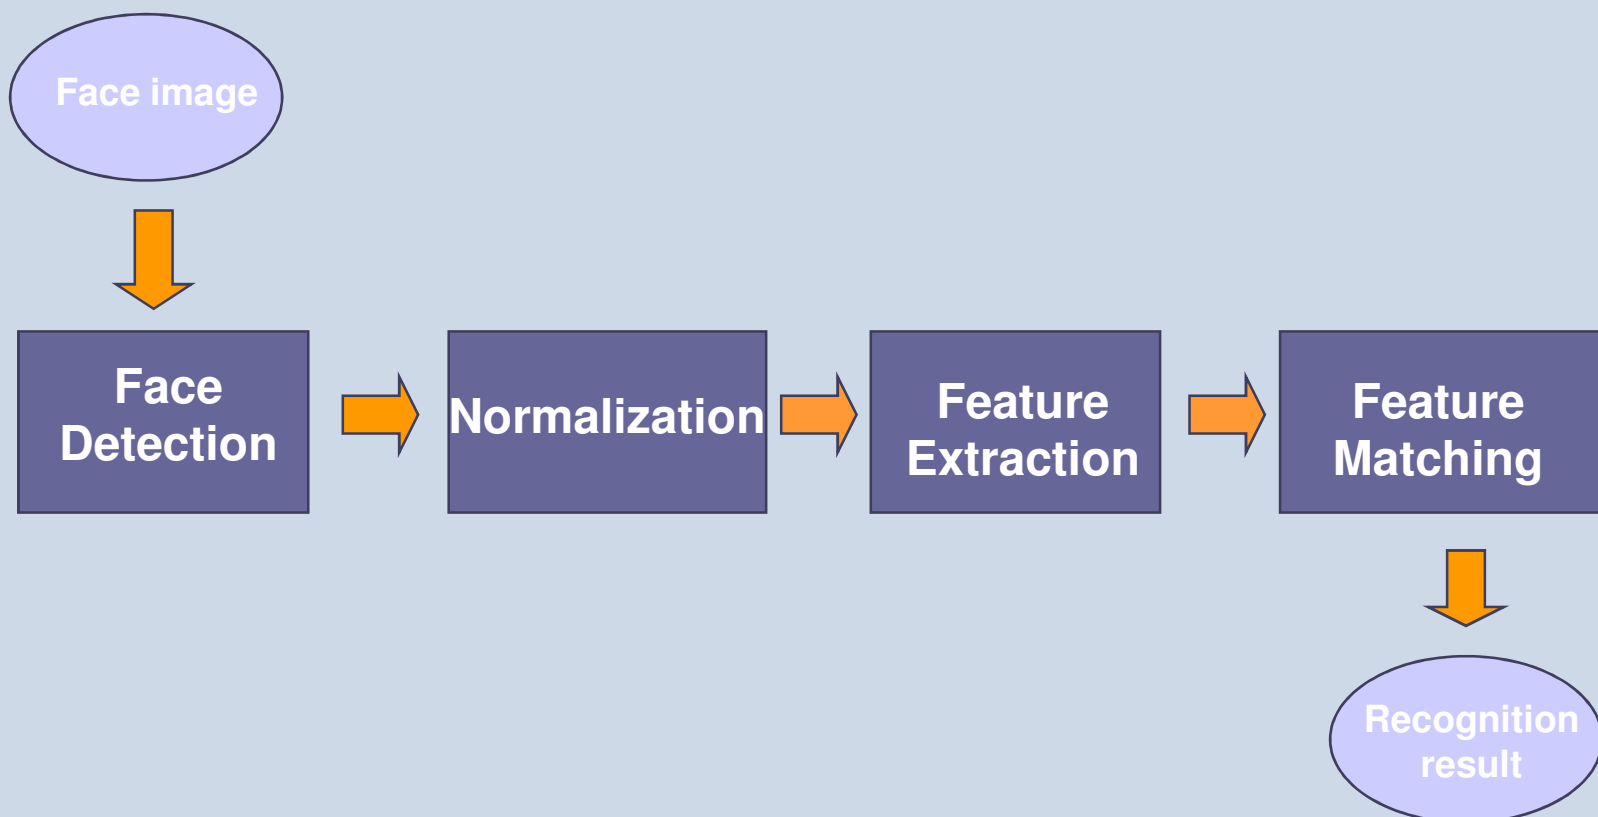 Face image
Face
Detection
Normalization
Feature
Extraction
Feature
Matching
Recognition
result